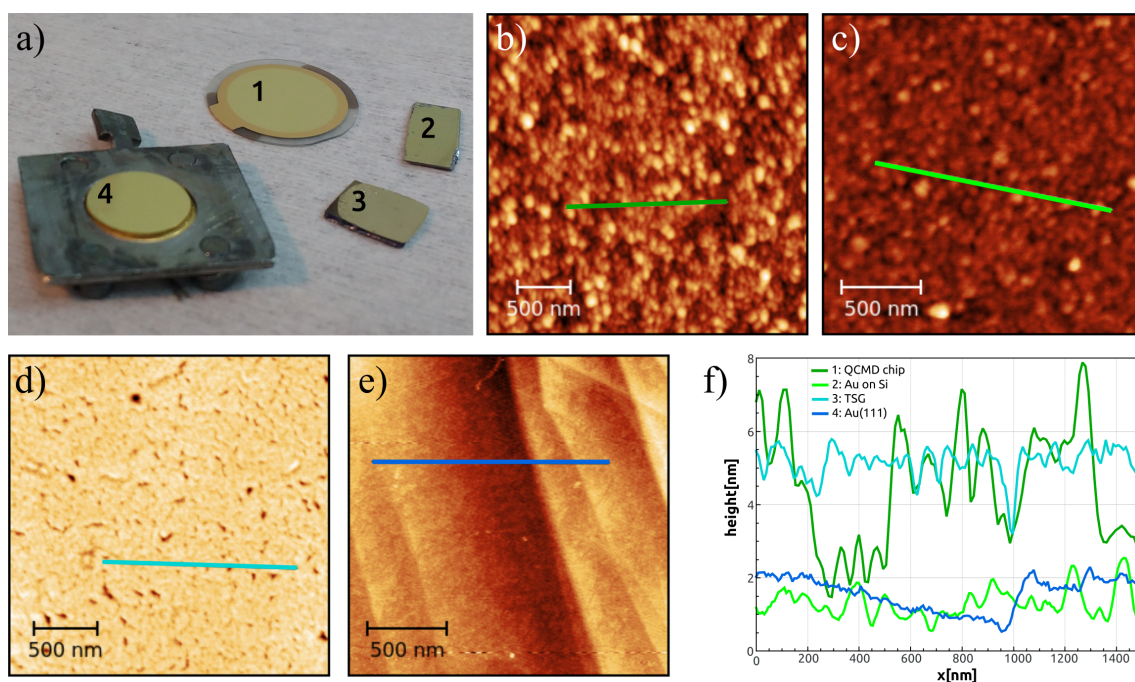 a)
1
2
3
4
b)
500 nm
c)
500 nm
d)
500 nm
e)
500 nm
f)
8
6
4
2
0
height[nm]
1: QCMD chip
2: Au on Si
3: TSG
4: Au(111)
0 200 400 600 800 1000 1200 1400
x[nm]